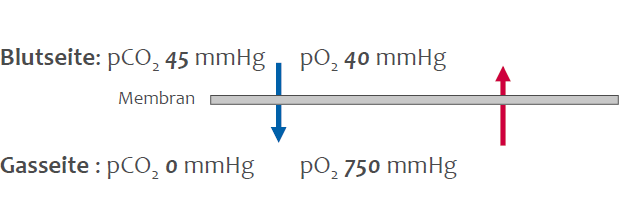 Blutseite: pCO₂ 45 mmHg pO₂ 40 mmHg
Membran
Gasseite : pCO₂ 0 mmHg pO₂ 750 mmHg